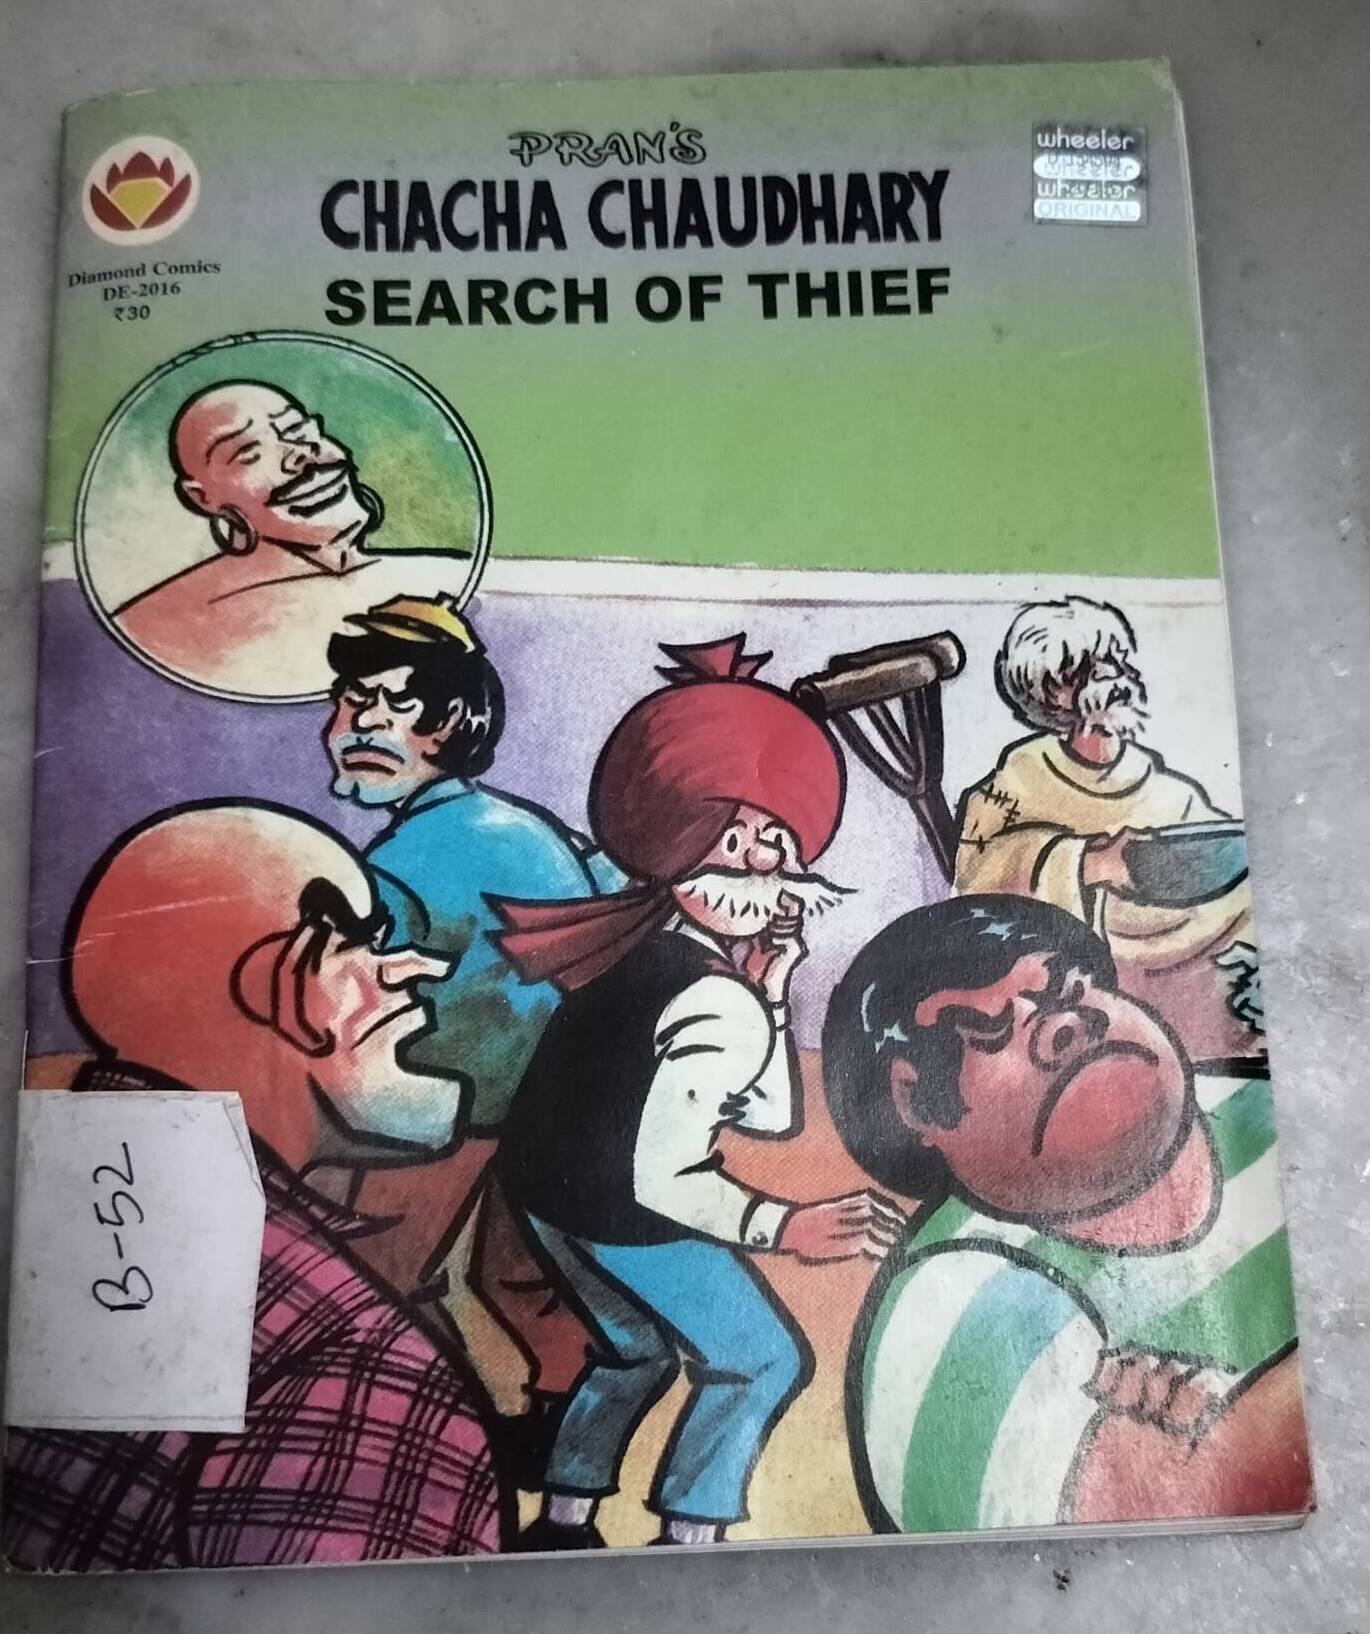 PRAN'S
CHACHA CHAUDHARY
SEARCH OF THIEF
Diamond Comics
DE-2016
₹30
wheeler
wheeler
wheeler
ORIGINAL
B-52